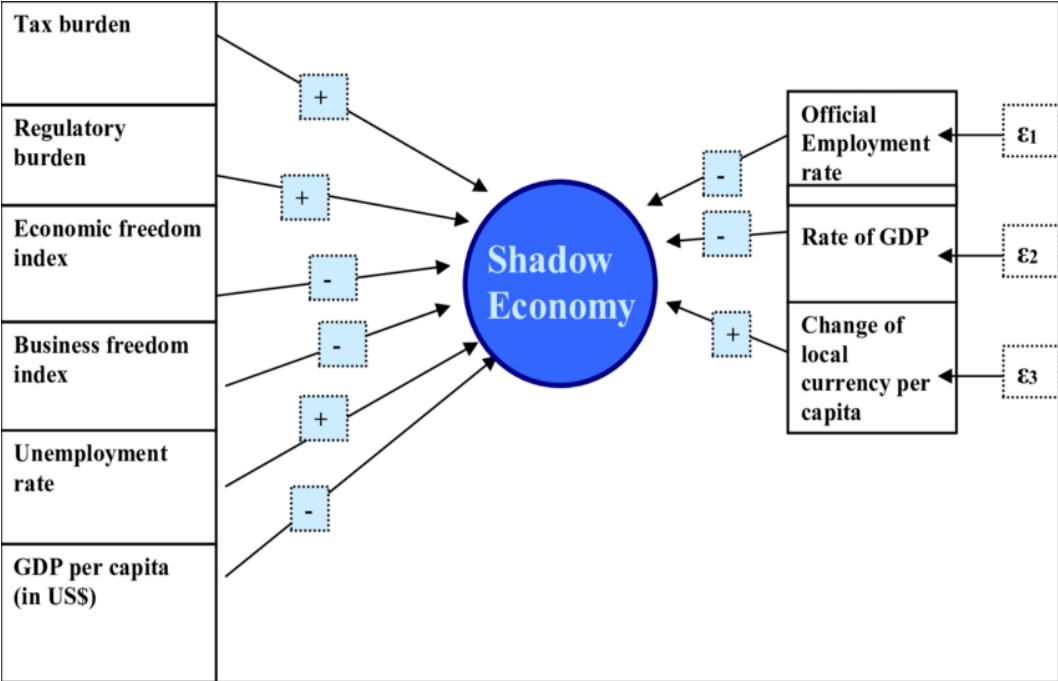 Tax burden
Regulatory
burden
Economic freedom
index
Business freedom
index
Unemployment
rate
GDP per capita
(in US$)
+
+
-
-
+
-
Shadow
Economy
-
-
+
Official
Employment
rate
Rate of GDP
Change of
local
currency per
capita
ε1
ε2
ε3